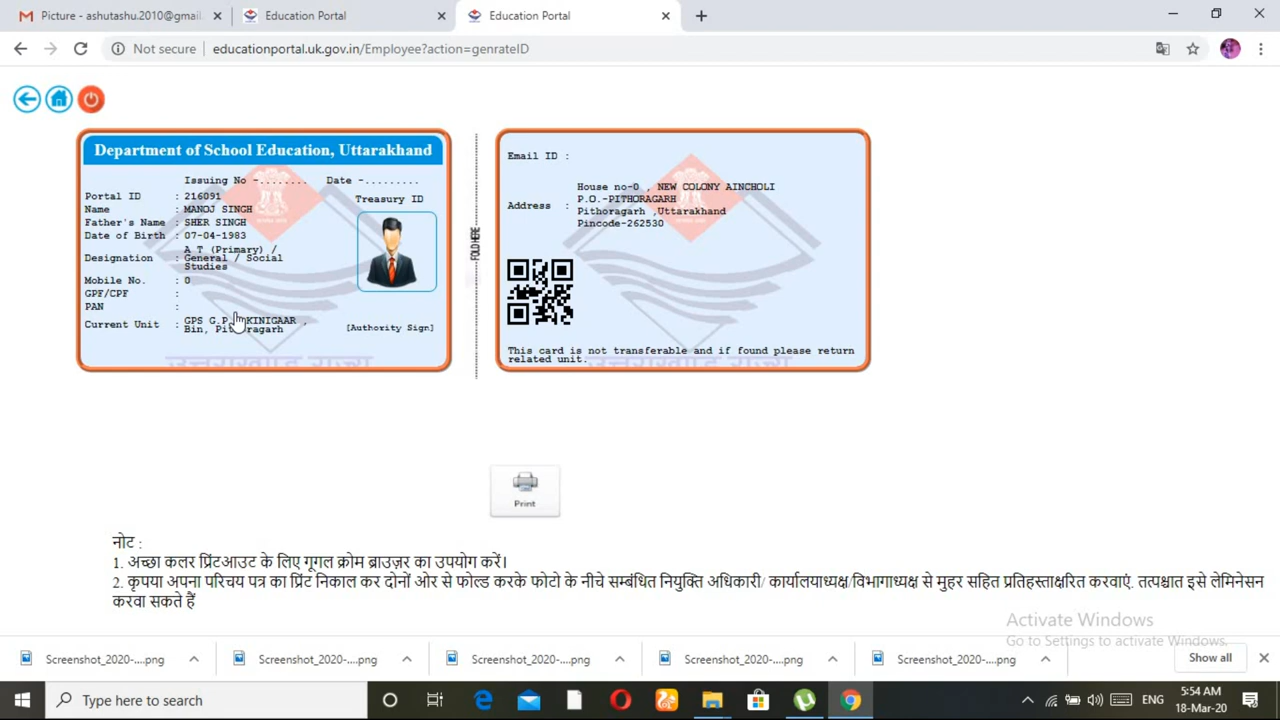 Picture - ashutashu.2010@gmail
Education Portal
Education Portal
Not secure
educationportal.uk.gov.in/Employee?action=genrateID
Department of School Education, Uttarakhand
Issuing No -........ Date -.........
Portal ID : 216091
Treasury ID
Name : MANOJ SINGH
Father's Name : SHER SINGH
Date of Birth : 07-04-1983
Designation : A T (Primary) /
General / Social
Studies
Mobile No. : 0
GPF/CPF :
PAN :
Current Unit : GPS G.P. KINIGAAR ,
Bin, Pithoragarh
[Authority Sign]
उत्तराखण्ड राज्य
FOLD HERE
Email ID :
Address : House no-0 , NEW COLONY AINCHOLI
P.O.-PITHORAGARH
Pithoragarh ,Uttarakhand
Pincode-262530
This card is not transferable and if found please return
related unit.
उत्तराखण्ड राज्य
Print
नोट :
1. अच्छा कलर प्रिंटआउट के लिए गूगल क्रोम ब्राउज़र का उपयोग करें।
2. कृपया अपना परिचय पत्र का प्रिंट निकाल कर दोनों ओर से फोल्ड करके फोटो के नीचे सम्बंधित नियुक्ति अधिकारी/ कार्यालयाध्यक्ष/विभागाध्यक्ष से मुहर सहित प्रतिहस्ताक्षरित करवाएं. तत्पश्चात इसे लेमिनेसन
करवा सकते हैं
Activate Windows
Go to Settings to activate Windows.
Screenshot_2020-....png
Screenshot_2020-....png
Screenshot_2020-....png
Screenshot_2020-....png
Screenshot_2020-....png
Show all
Type here to search
ENG
5:54 AM
18-Mar-20